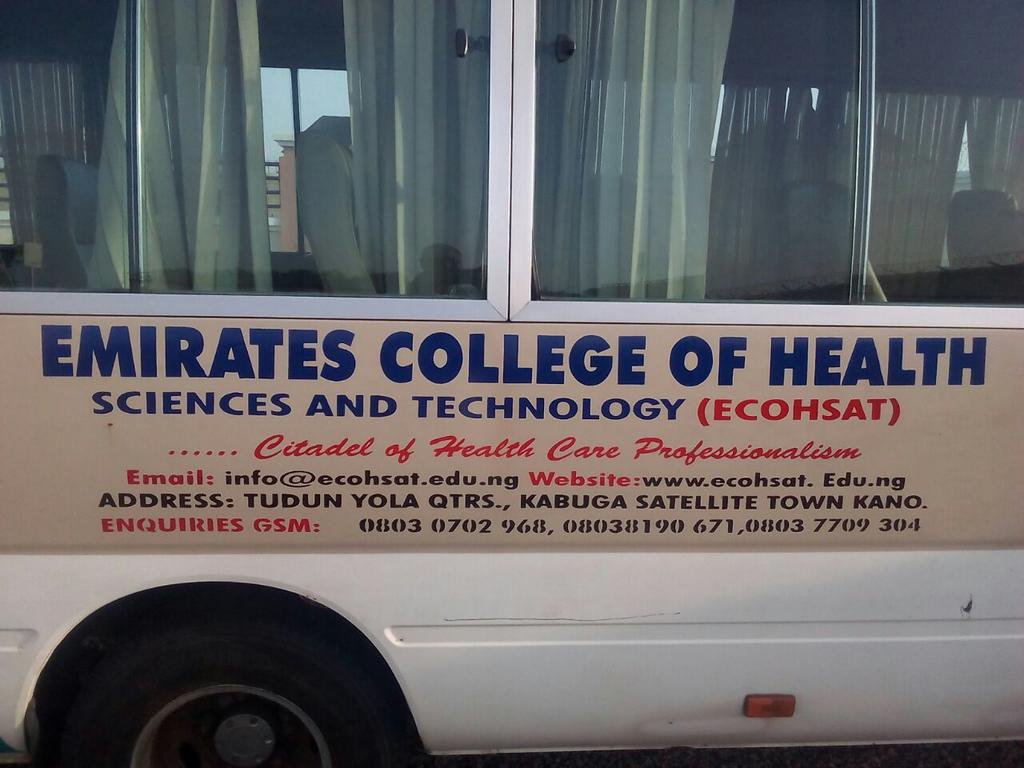 EMIRATES COLLEGE OF HEALTH
SCIENCES AND TECHNOLOGY (ECOHSAT)
...... Citadel of Health Care Professionalism
Email: info@ecohsat.edu.ng Website:www.ecohsat. Edu.ng
ADDRESS: TUDUN YOLA QTRS., KABUGA SATELLITE TOWN KANO.
ENQUIRIES GSM: 0803 0702 968, 08038190 671,0803 7709 304